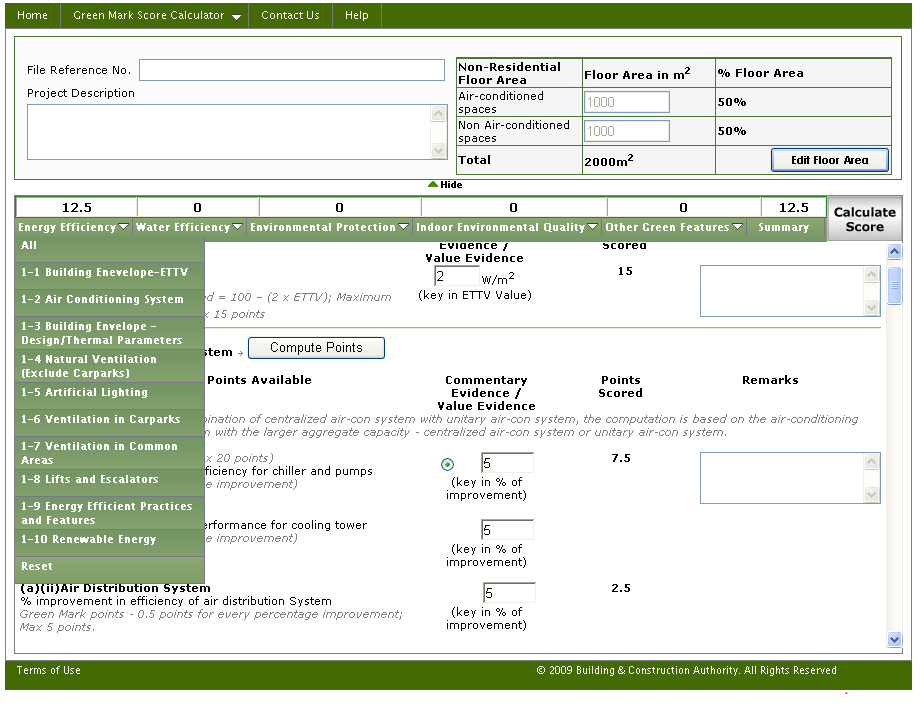 Home Green Mark Score Calculator Contact Us Help
File Reference No.
Project Description
Non-Residential Floor Area Floor Area in m2 % Floor Area
Air-conditioned spaces 1000 50%
Non Air-conditioned spaces 1000 50%
Total 2000m2 Edit Floor Area
Hide
12.5 0 0 0 0 12.5
Calculate Score
Energy Efficiency Water Efficiency Environmental Protection Indoor Environmental Quality Other Green Features Summary
All
1-1 Building Enevelope-ETTV
1-2 Air Conditioning System
1-3 Building Envelope –
Design/Thermal Parameters
1-4 Natural Ventilation
(Exclude Carparks)
1-5 Artificial Lighting
1-6 Ventilation in Carparks
1-7 Ventilation in Common
Areas
1-8 Lifts and Escalators
1-9 Energy Efficient Practices
and Features
1-10 Renewable Energy
Reset
Evidence / Scored
Value Evidence
2 W/m2 15
(key in ETTV Value)
d = 100 – (2 x ETTV); Maximum
x 15 points
stem → Compute Points
Points Available Commentary Evidence / Value Evidence Points Scored Remarks
bination of centralized air-con system with unitary air-con system, the computation is based on the air-conditioning
n with the larger aggregate capacity - centralized air-con system or unitary air-con system.
x 20 points) 5 7.5
ficiency for chiller and pumps
e improvement)
(key in % of
improvement)
erformance for cooling tower 5
e improvement)
(key in % of
improvement)
(a)(ii)Air Distribution System 5 2.5
% improvement in efficiency of air distribution System
Green Mark points - 0.5 points for every percentage improvement;
Max 5 points.
(key in % of
improvement)
Terms of Use © 2009 Building & Construction Authority. All Rights Reserved